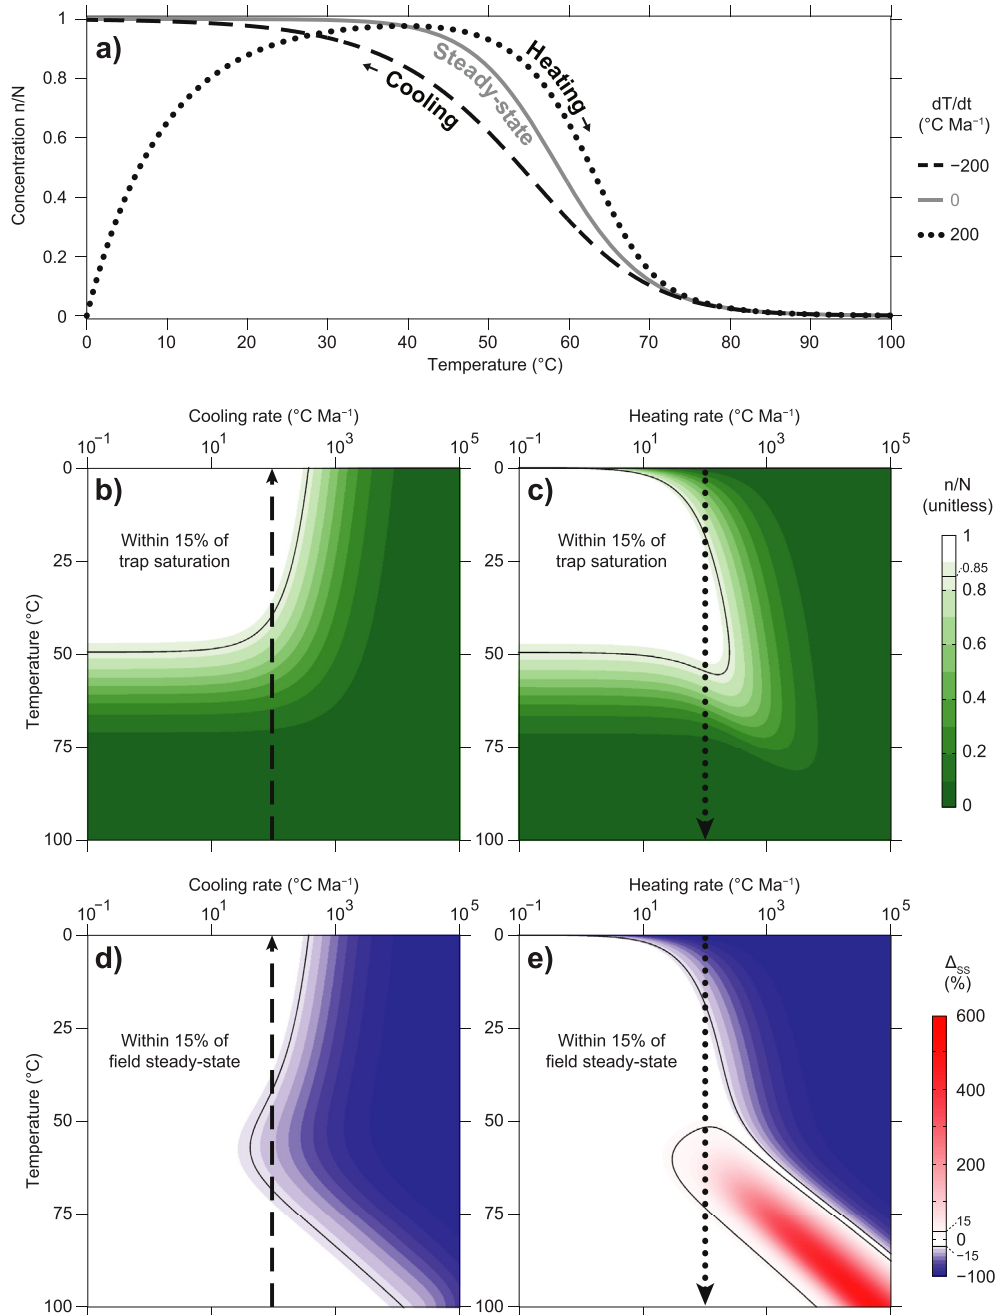 a)
1
0.8
0.6
0.4
0.2
0
Concentration n/N
Steady-state
Cooling
Heating
0 10 20 30 40 50 60 70 80 90 100
Temperature (°C)
dT/dt
(°C Ma⁻¹)
−200
0
200
Cooling rate (°C Ma⁻¹)
10⁻¹ 10¹ 10³ 10⁵
b)
Within 15% of
trap saturation
0
25
50
75
100
Temperature (°C)
Heating rate (°C Ma⁻¹)
10⁻¹ 10¹ 10³ 10⁵
c)
Within 15% of
trap saturation
0
25
50
75
100
n/N
(unitless)
1
0.85
0.8
0.6
0.4
0.2
0
Cooling rate (°C Ma⁻¹)
10⁻¹ 10¹ 10³ 10⁵
d)
Within 15% of
field steady-state
0
25
50
75
100
Temperature (°C)
Heating rate (°C Ma⁻¹)
10⁻¹ 10¹ 10³ 10⁵
e)
Within 15% of
field steady-state
0
25
50
75
100
Δss
(%)
600
400
200
15
0
−15
−100